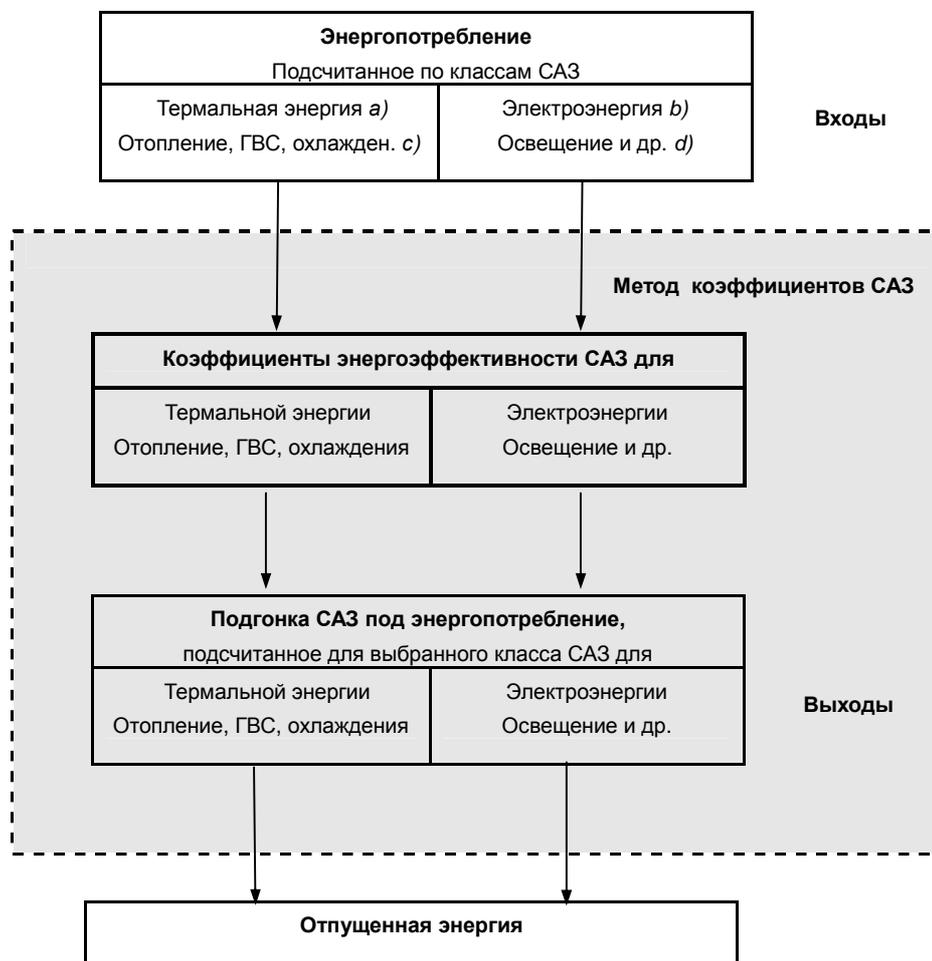 Энергопотребление
Подсчитанное по классам САЗ
Термальная энергия a)
Отопление, ГВС, охлажден. c)
Электроэнергия b)
Освещение и др. d)
Входы
Метод коэффициентов САЗ
Коэффициенты энергоэффективности САЗ для
Термальной энергии
Отопление, ГВС, охлаждения
Электроэнергии
Освещение и др.
Подгонка САЗ под энергопотребление,
подсчитанное для выбранного класса САЗ для
Термальной энергии
Отопление, ГВС, охлаждения
Электроэнергии
Освещение и др.
Выходы
Отпущенная энергия